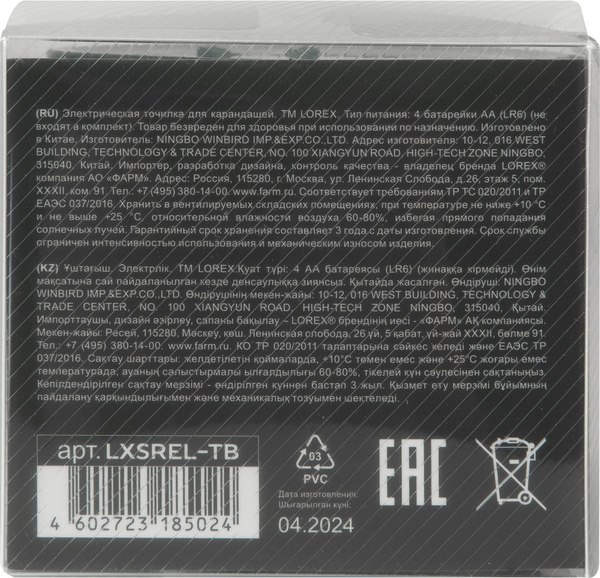 (RU) Электрическая точилка для карандашей. TM LOREX. Тип питания: 4 батарейки АА (LR6) (не
входят в комплект). Товар безвреден для здоровья при использовании по назначению. Изготовлено
в Китае. Изготовитель: NINGBO WINBIRD IMP.&EXP.CO.,LTD. Адрес изготовителя: 10-12, 016 WEST
BUILDING, TECHNOLOGY & TRADE CENTER, NO. 100 XIANGYUN ROAD, HIGH-TECH ZONE NINGBO,
315040, Китай. Импортер, разработка дизайна, контроль качества - владелец бренда LOREX®
компания АО «ФАРМ». Адрес: Россия, 115280, г. Москва, ул. Ленинская Слобода, д.26, этаж 5, пом.
XXXII, ком. 91. Тел.: +7 (495) 380-14-00. www.farm.ru. Соответствует требованиям ТР ТС 020/2011 и ТР
ЕАЭС 037/2016. Хранить в вентилируемых складских помещениях, при температуре не ниже +10 °С
и не выше +25 °С, относительной влажности воздуха 60-80%, избегая прямого попадания
солнечных лучей. Гарантийный срок хранения составляет 3 года с даты изготовления. Срок службы
ограничен интенсивностью использования и механическим износом изделия.
(KZ) Ұштағыш, Электрлік. TM LOREX. Қуат түрі: 4 АА батареясы (LR6) (жинаққа кірмейді). Өнім
мақсатына сай пайдаланылған кезде денсаулыққа зиянсыз. Қытайда жасалған. Өндіруші: NINGBO
WINBIRD IMP.&EXP.CO.,LTD. Өндірушінің мекен-жайы: 10-12, 016 WEST BUILDING, TECHNOLOGY &
TRADE CENTER, NO. 100 XIANGYUN ROAD, HIGH-TECH ZONE NINGBO, 315040, Қытай.
Импорттаушы, дизайн әзірлеу, сапаны бақылау – LOREX® брендінің иесі - «ФАРМ» АҚ компаниясы.
Мекен-жайы: Ресей, 115280, Мәскеу, көш. Ленинская Слобода, 26 үй, 5 қабат, үй-жай XXXII, бөлме 91.
Тел.: +7 (495) 380-14-00. www.farm.ru. КО ТР 020/2011 талаптарына сәйкес келеді және ЕАЭС ТР
037/2016. Сақтау шарттары: желдетілетін қоймаларда, +10°С төмен емес және +25°С жоғары емес
температурада, ауаның салыстырмалы ылғалдылығы 60-80%, тікелей күн сәулесінен сақтаңыз.
Кепілдендірілген сақтау мерзімі - өндірілген күннен бастап 3 жыл. Қызмет ету мерзімі бұйымның
пайдалану қарқындылығымен және механикалық тозуымен шектеледі.
арт. LXSREL-TB
4 602723 185024
03
PVC
Дата изготовления:
Шығарылған күні:
04.2024
EAC